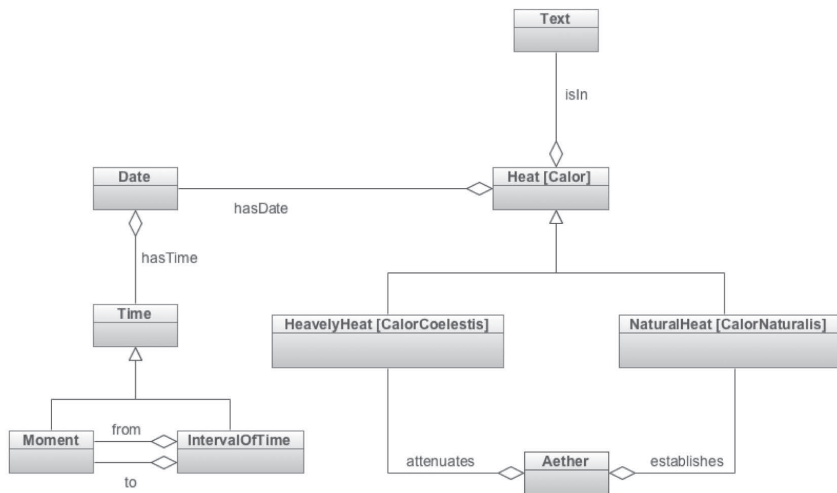 Text
isIn
Date
Heat [Calor]
hasDate
hasTime
Time
HeavelyHeat [CalorCoelestis]
NaturalHeat [CalorNaturalis]
Moment
from
IntervalOfTime
to
attenuates
Aether
establishes